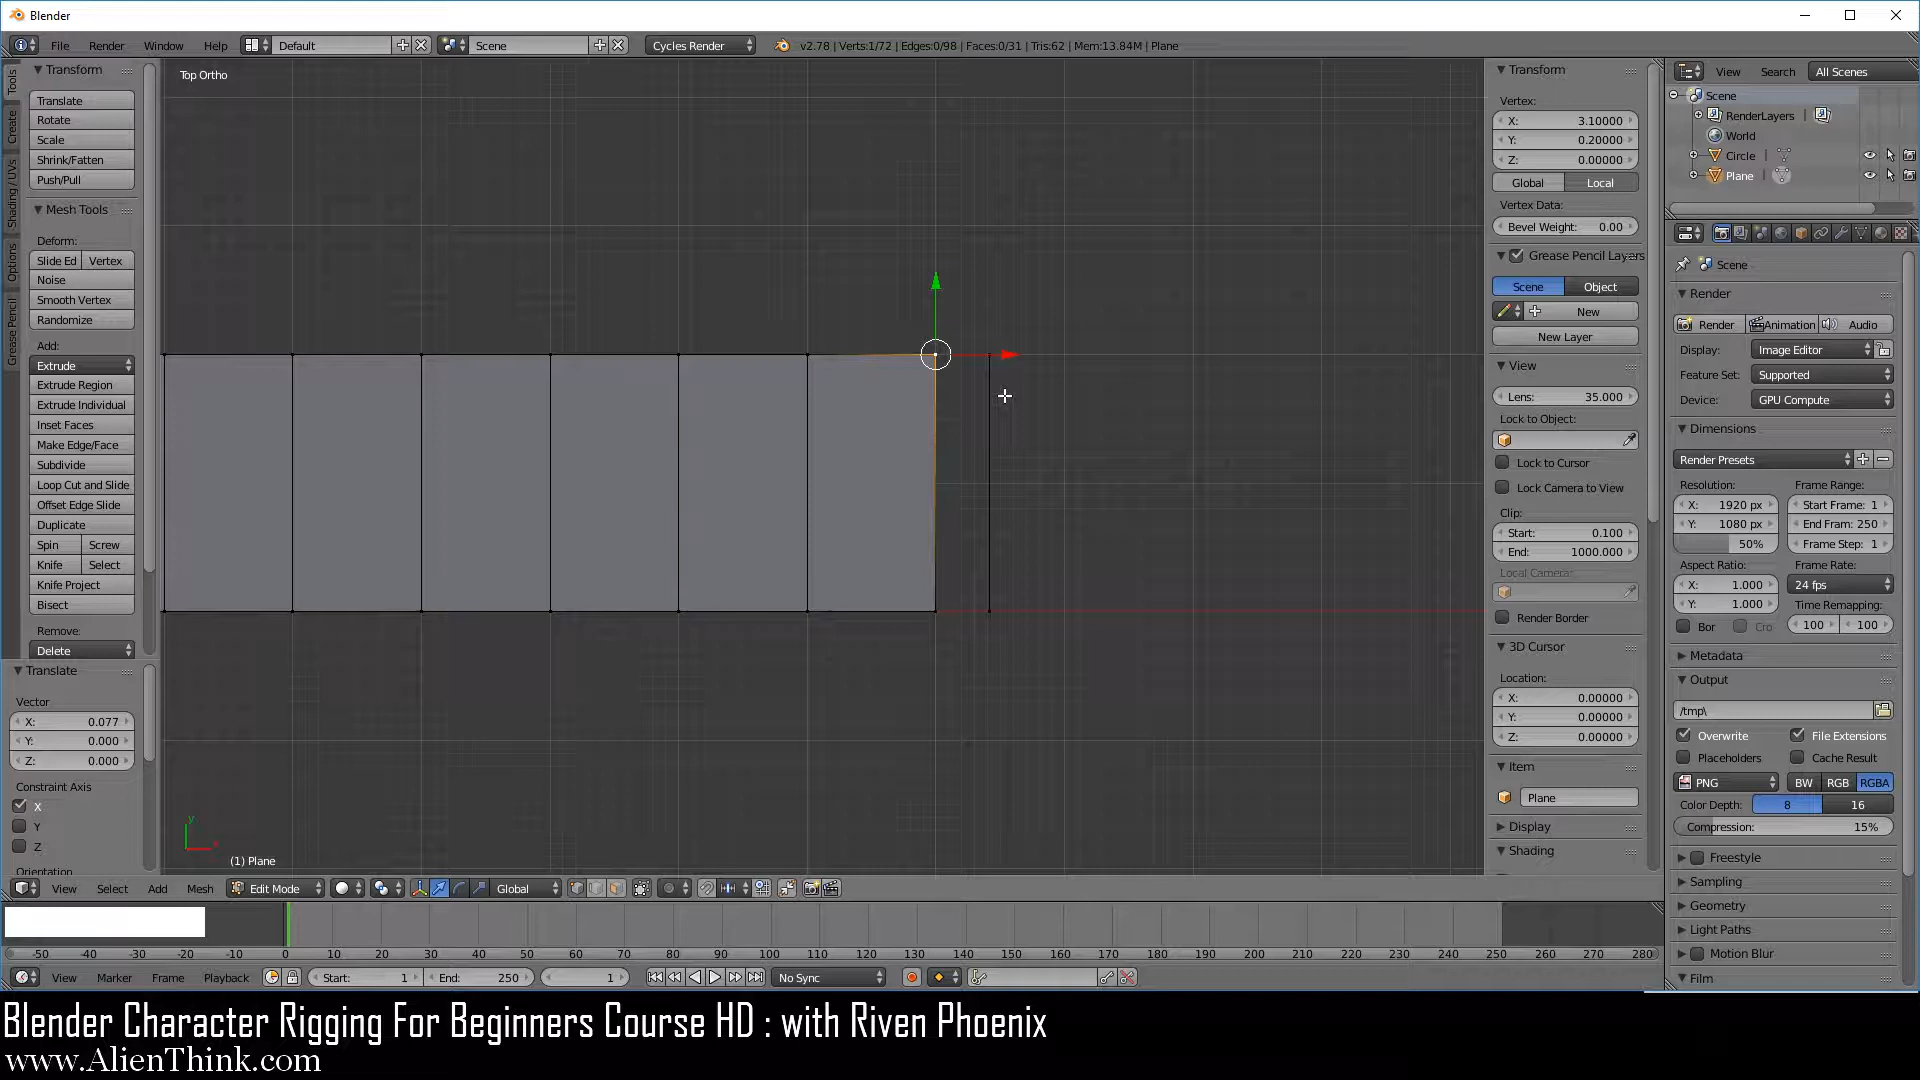 Blender
File Render Window Help Default Scene Cycles Render v2.78 | Verts:1/72 | Edges:0/98 | Faces:0/31 | Tris:62 | Mem:13.84M | Plane
Tools
Create
Shading / UVs
Options
Grease Pencil
Transform
Translate
Rotate
Scale
Shrink/Fatten
Push/Pull
Mesh Tools
Deform:
Slide Ed Vertex
Noise
Smooth Vertex
Randomize
Add:
Extrude
Extrude Region
Extrude Individual
Inset Faces
Make Edge/Face
Subdivide
Loop Cut and Slide
Offset Edge Slide
Duplicate
Spin Screw
Knife Select
Knife Project
Bisect
Remove:
Delete
Translate
Vector
X: 0.077
Y: 0.000
Z: 0.000
Constraint Axis
X
Y
Z
Orientation
Top Ortho
y
x
(1) Plane
Transform
Vertex:
X: 3.10000
Y: 0.20000
Z: 0.00000
Global Local
Vertex Data:
Bevel Weight: 0.00
Grease Pencil Layers
Scene Object
New
New Layer
View
Lens: 35.000
Lock to Object:
Lock to Cursor
Lock Camera to View
Clip:
Start: 0.100
End: 1000.000
Local Camera:
Render Border
3D Cursor
Location:
X: 0.00000
Y: 0.00000
Z: 0.00000
Item
Plane
Display
Shading
View Search All Scenes
Scene
RenderLayers |
World
Circle |
Plane |
Scene
Render
Render Animation Audio
Display: Image Editor
Feature Set: Supported
Device: GPU Compute
Dimensions
Render Presets
Resolution: Frame Range:
X: 1920 px Start Frame: 1
Y: 1080 px End Fram: 250
50% Frame Step: 1
Aspect Ratio: Frame Rate:
X: 1.000 24 fps
Y: 1.000 Time Remapping:
Bor Cro 100 100
Metadata
Output
/tmp\
Overwrite File Extensions
Placeholders Cache Result
PNG BW RGB RGBA
Color Depth: 8 16
Compression: 15%
Freestyle
Sampling
Geometry
Light Paths
Motion Blur
Film
View Select Add Mesh Edit Mode Global
-50 -40 -30 -20 -10 0 10 20 30 40 50 60 70 80 90 100 110 120 130 140 150 160 170 180 190 200 210 220 230 240 250 260 270 280
View Marker Frame Playback Start: 1 End: 250 1 No Sync
Blender Character Rigging For Beginners Course HD : with Riven Phoenix
www.AlienThink.com